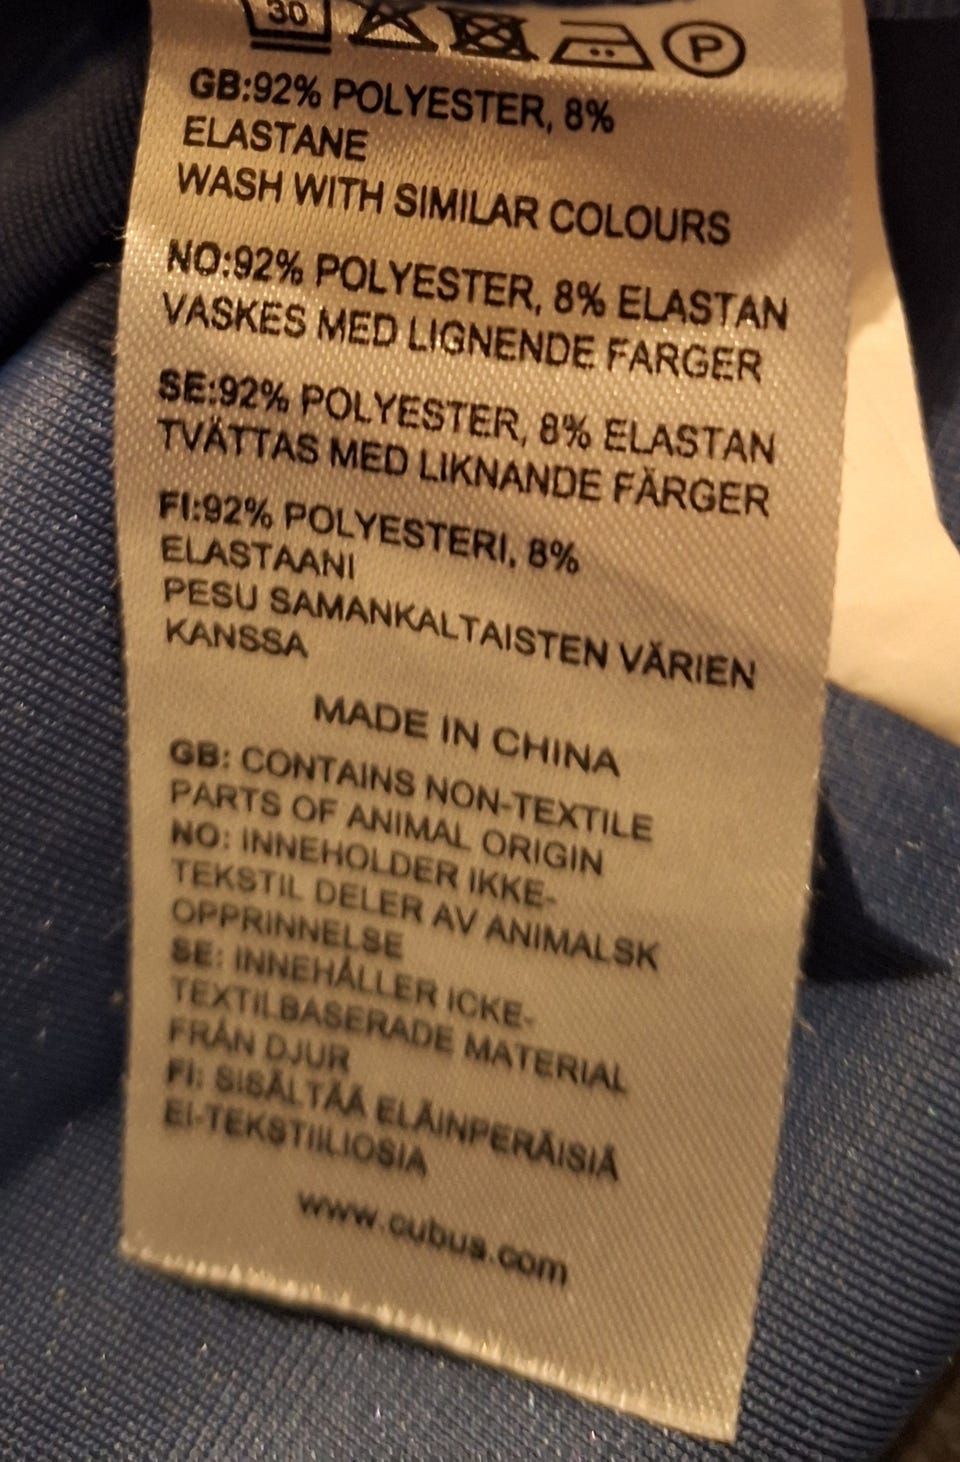 30
P
GB:92% POLYESTER, 8%
ELASTANE
WASH WITH SIMILAR COLOURS
NO:92% POLYESTER, 8% ELASTAN
VASKES MED LIGNENDE FARGER
SE:92% POLYESTER, 8% ELASTAN
TVÄTTAS MED LIKNANDE FÄRGER
FI:92% POLYESTERI, 8%
ELASTAANI
PESU SAMANKALTAISTEN VÄRIEN
KANSSA
MADE IN CHINA
GB: CONTAINS NON-TEXTILE
PARTS OF ANIMAL ORIGIN
NO: INNEHOLDER IKKE-
TEKSTIL DELER AV ANIMALSK
OPPRINNELSE
SE: INNEHÅLLER ICKE-
TEXTILBASERADE MATERIAL
FRÅN DJUR
FI: SISÄLTÄÄ ELÄINPERÄISIÄ
EI-TEKSTIILIOSIA
www.cubus.com